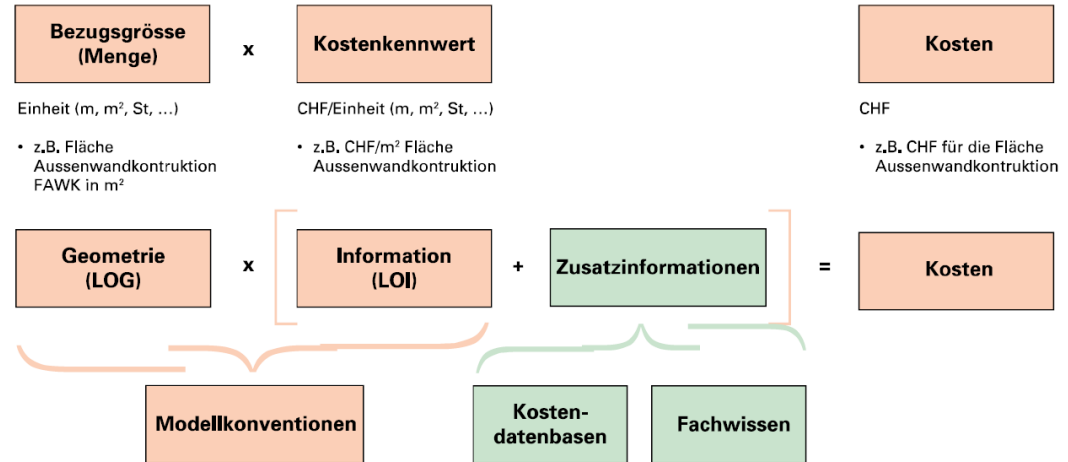 Bezugsgrösse
(Menge)
x
Kostenkennwert
Kosten
Einheit (m, m², St, ...)
CHF/Einheit (m, m², St, ...)
CHF
• z.B. Fläche
Aussenwandkontruktion
FAWK in m²
• z.B. CHF/m² Fläche
Aussenwandkontruktion
• z.B. CHF für die Fläche
Aussenwandkontruktion
Geometrie
(LOG)
x
Information
(LOI)
+
Zusatzinformationen
=
Kosten
Modellkonventionen
Kosten-
datenbasen
Fachwissen